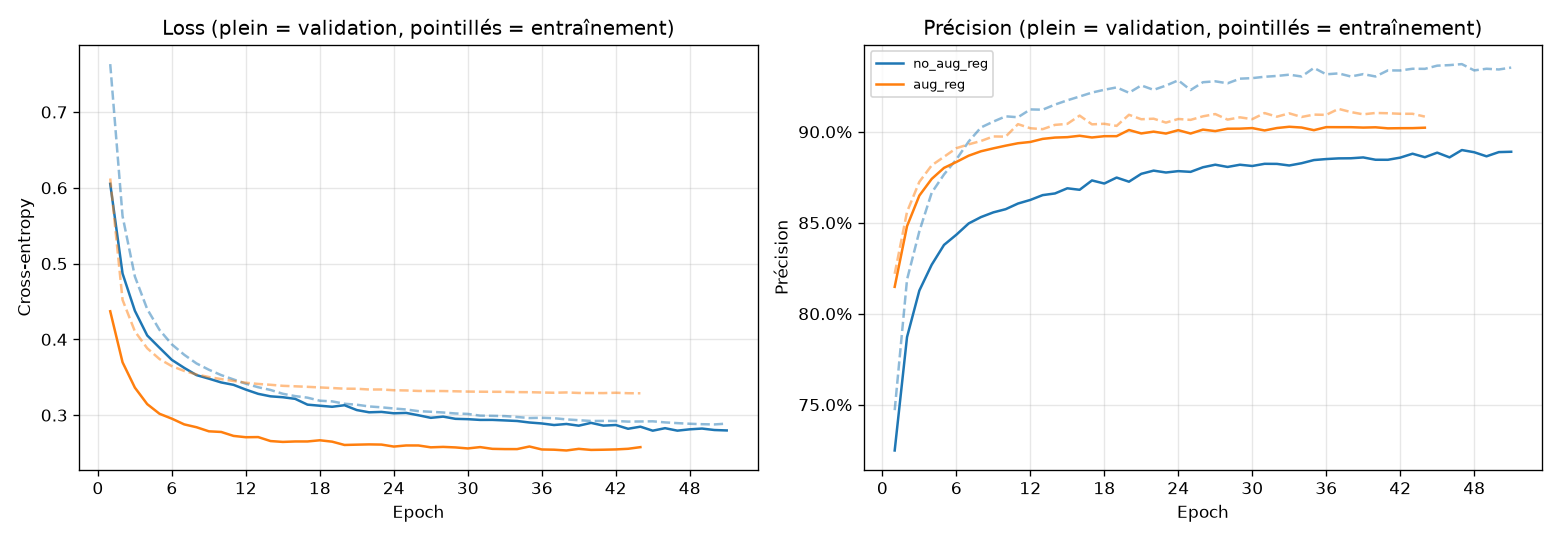 Loss (plein = validation, pointillés = entraînement)
Cross-entropy
0.7
0.6
0.5
0.4
0.3
0 6 12 18 24 30 36 42 48
Epoch
Précision (plein = validation, pointillés = entraînement)
no_aug_reg
aug_reg
Précision
90.0%
85.0%
80.0%
75.0%
0 6 12 18 24 30 36 42 48
Epoch